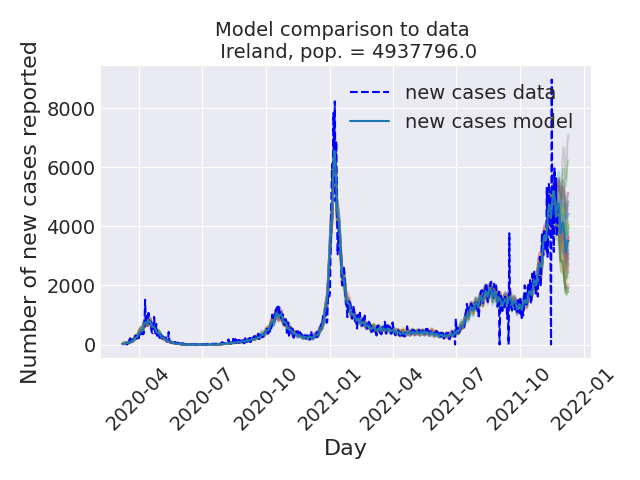 Model comparison to data
Ireland, pop. = 4937796.0
new cases data
new cases model
Number of new cases reported
8000
6000
4000
2000
0
2020-04
2020-07
2020-10
2021-01
2021-04
2021-07
2021-10
2022-01
Day